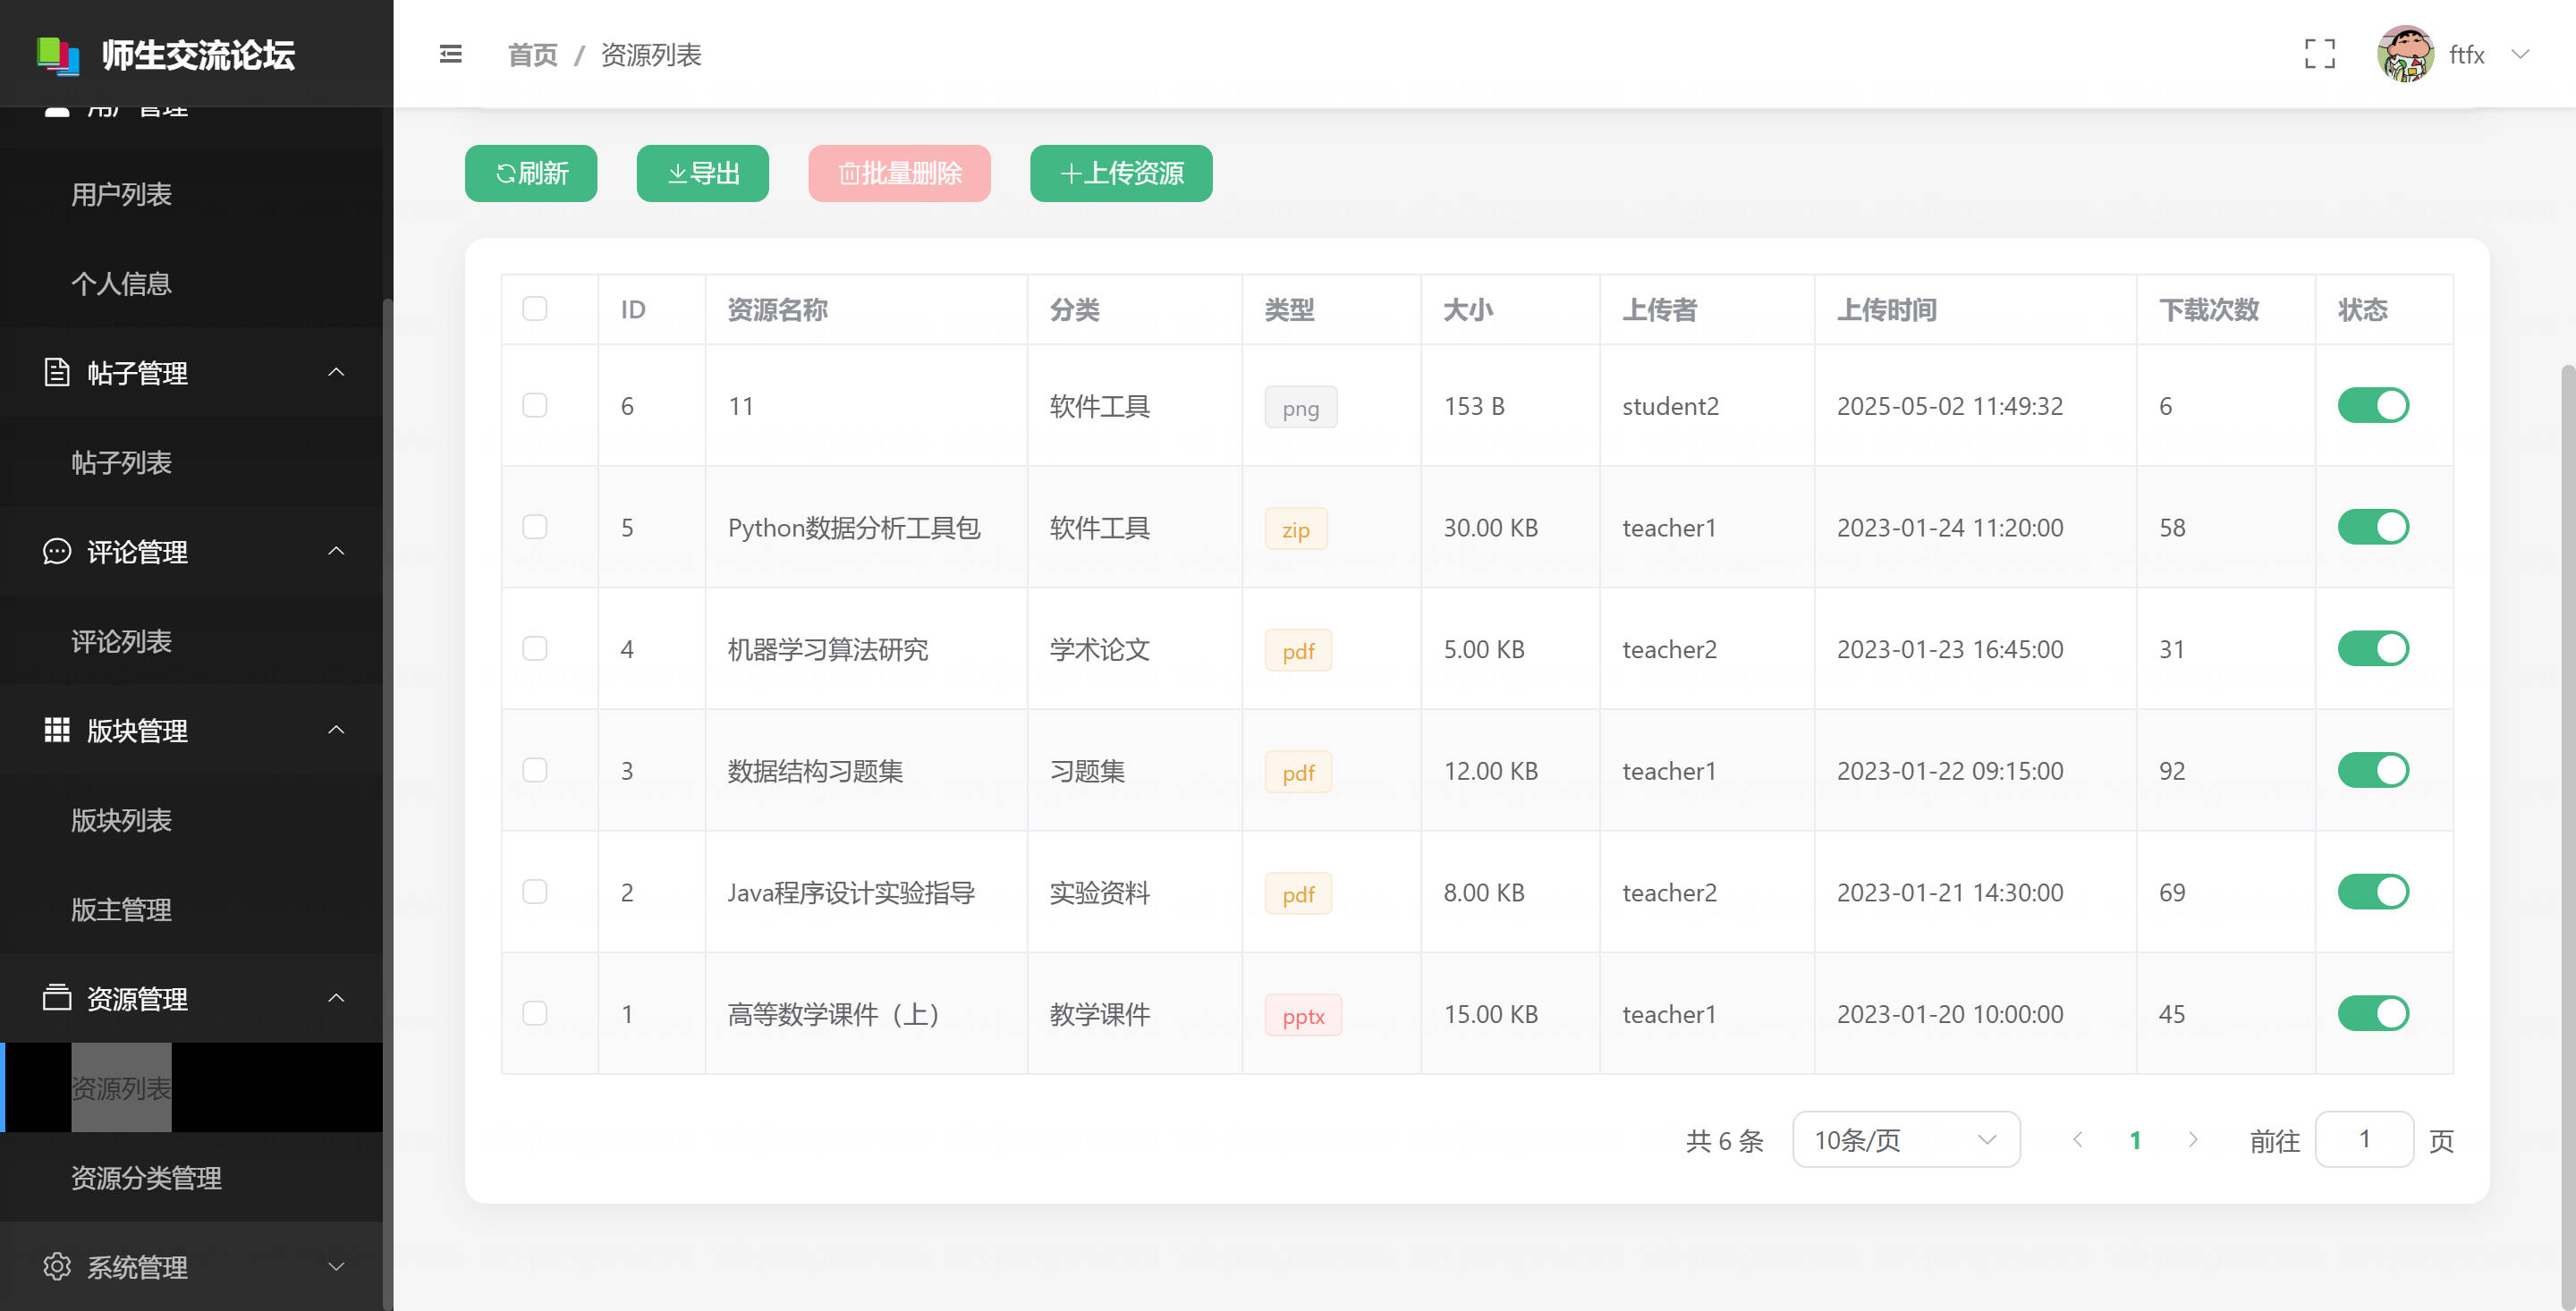 师生交流论坛
首页 / 资源列表
ftfx
用户管理
用户列表
个人信息
帖子管理
帖子列表
评论管理
评论列表
版块管理
版块列表
版主管理
资源管理
资源列表
资源分类管理
系统管理
刷新 导出 批量删除 上传资源
ID 资源名称 分类 类型 大小 上传者 上传时间 下载次数 状态
6 11 软件工具 png 153 B student2 2025-05-02 11:49:32 6
5 Python数据分析工具包 软件工具 zip 30.00 KB teacher1 2023-01-24 11:20:00 58
4 机器学习算法研究 学术论文 pdf 5.00 KB teacher2 2023-01-23 16:45:00 31
3 数据结构习题集 习题集 pdf 12.00 KB teacher1 2023-01-22 09:15:00 92
2 Java程序设计实验指导 实验资料 pdf 8.00 KB teacher2 2023-01-21 14:30:00 69
1 高等数学课件（上） 教学课件 pptx 15.00 KB teacher1 2023-01-20 10:00:00 45
共 6 条 10条/页 1 前往 1 页